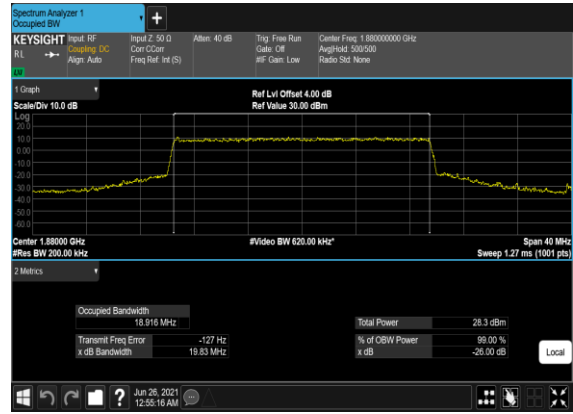 Spectrum Analyzer 1
Occupied BW
KEYSIGHT Input: RF Input Z: 50 Ω Atten: 40 dB Trig: Free Run Center Freq: 1.880000000 GHz
RL Coupling: DC Corr CCorr Gate: Off Avg|Hold: 500/500
Align: Auto Freq Ref: Int (S) #IF Gain: Low Radio Std: None
LW
1 Graph
Ref Lvl Offset 4.00 dB
Scale/Div 10.0 dB Ref Value 30.00 dBm
Log
20.0
10.0
0.00
-10.0
-20.0
-30.0
-40.0
-50.0
-60.0
Center 1.88000 GHz #Video BW 620.00 kHz* Span 40 MHz
#Res BW 200.00 kHz Sweep 1.27 ms (1001 pts)
2 Metrics
Occupied Bandwidth
18.916 MHz Total Power 28.3 dBm
Transmit Freq Error -127 Hz % of OBW Power 99.00 %
x dB Bandwidth 19.83 MHz x dB -26.00 dB
Local
Jun 26, 2021
12:55:16 AM